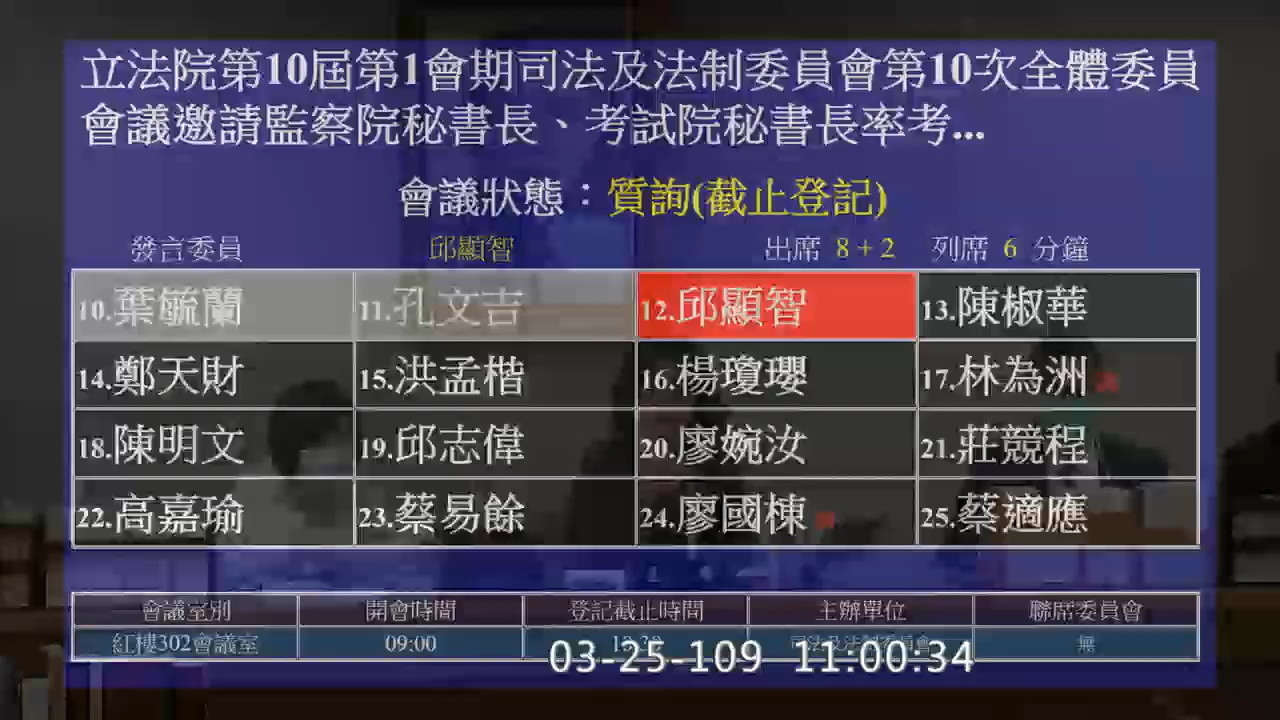 立法院第10屆第1會期司法及法制委員會第10次全體委員
會議邀請監察院秘書長、考試院秘書長率考...
會議狀態：質詢(截止登記)
發言委員 邱顯智 出席 8 + 2 列席 6 分鐘
10.葉毓蘭 11.孔文吉 12.邱顯智 13.陳椒華
14.鄭天財 15.洪孟楷 16.楊瓊瓔 17.林為洲
18.陳明文 19.邱志偉 20.廖婉汝 21.莊競程
22.高嘉瑜 23.蔡易餘 24.廖國棟 25.蔡適應
會議室別 開會時間 登記截止時間 主辦單位 聯席委員會
紅樓302會議室 09:00 司法及法制委員會 無
03-25-109 11:00:34